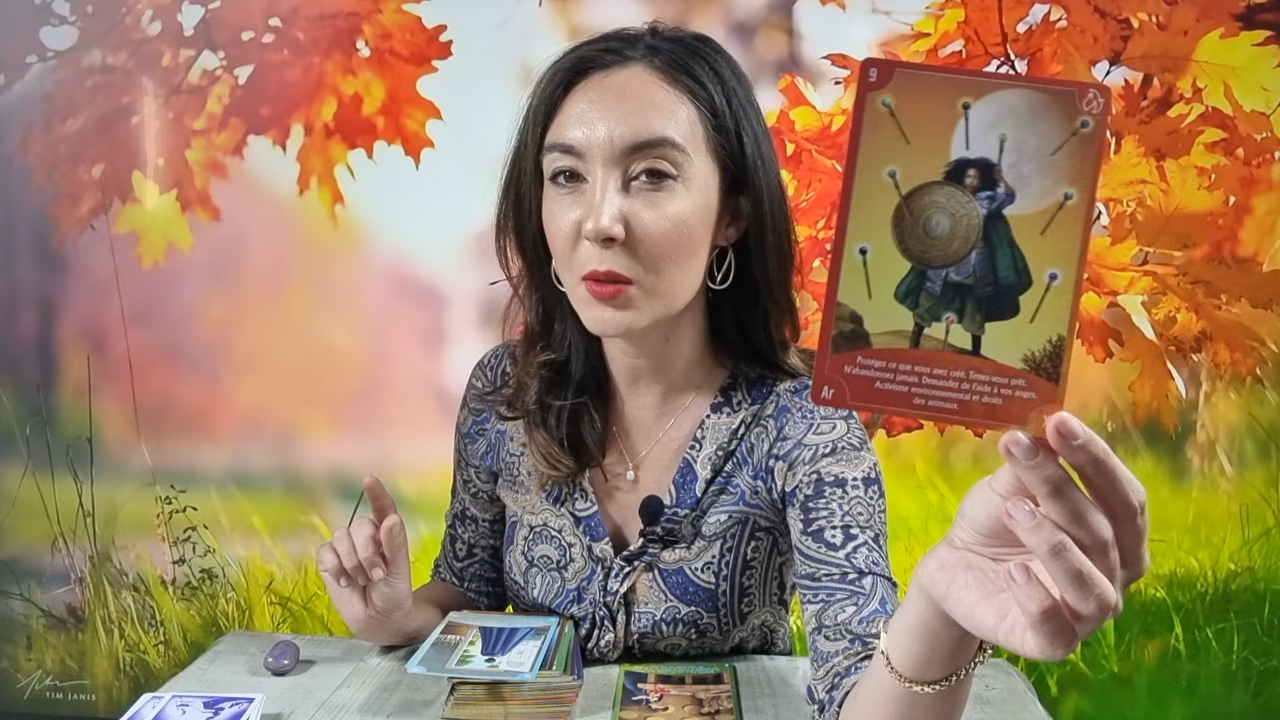 9
Protégez ce que vous avez créé. Tenez-vous prêt.
N'abandonnez jamais. Demandez de l'aide à vos anges.
Activisme environnemental et droits
des animaux.
Ar
TIM JANIS